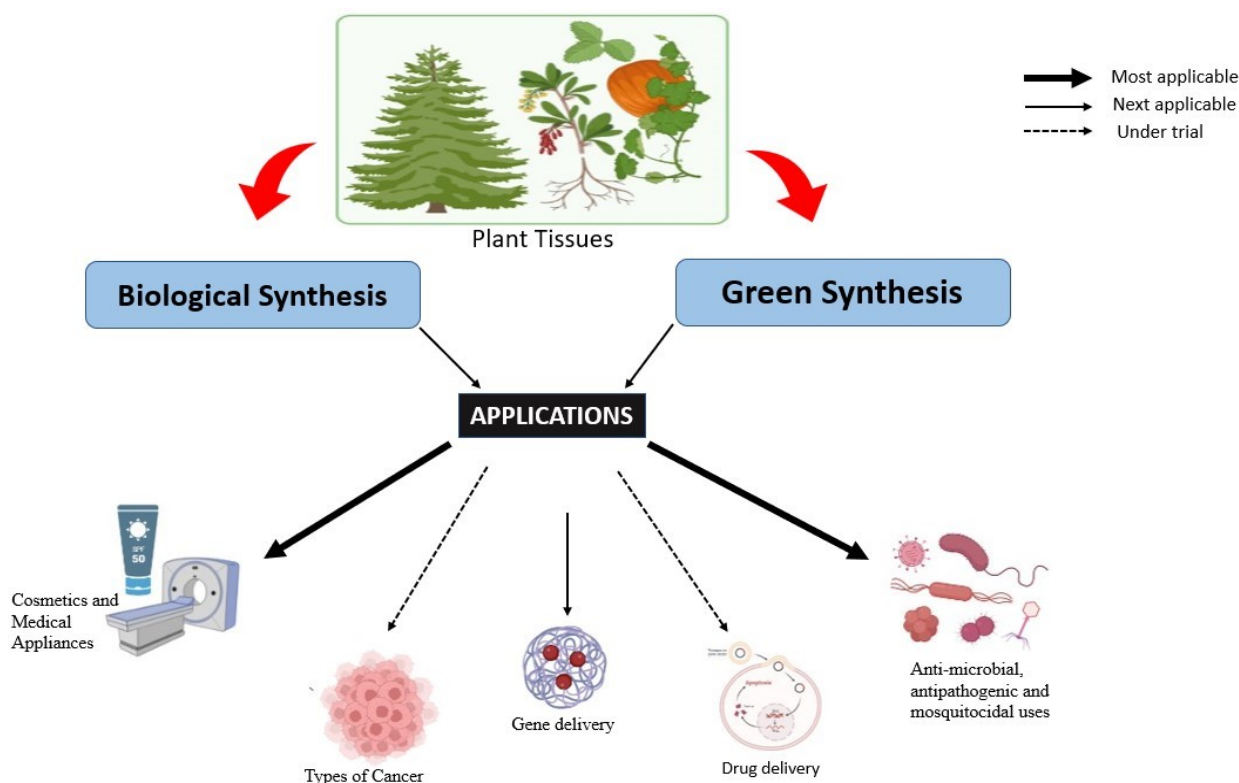 Most applicable
Next applicable
Under trial
Plant Tissues
Biological Synthesis
Green Synthesis
APPLICATIONS
SPF
50
Cosmetics and
Medical
Appliances
Types of Cancer
Gene delivery
Apoptosis
Drug delivery
Anti-microbial,
antipathogenic and
mosquitocidal uses